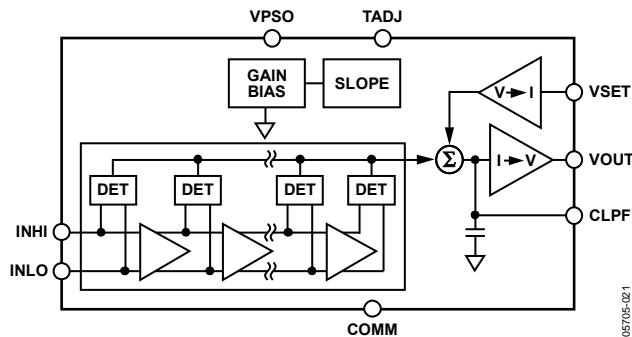 VPSO TADJ
GAIN
BIAS
SLOPE
V I
VSET
Σ
I V
VOUT
DET DET DET DET
CLPF
INHI
INLO
COMM
05705-021